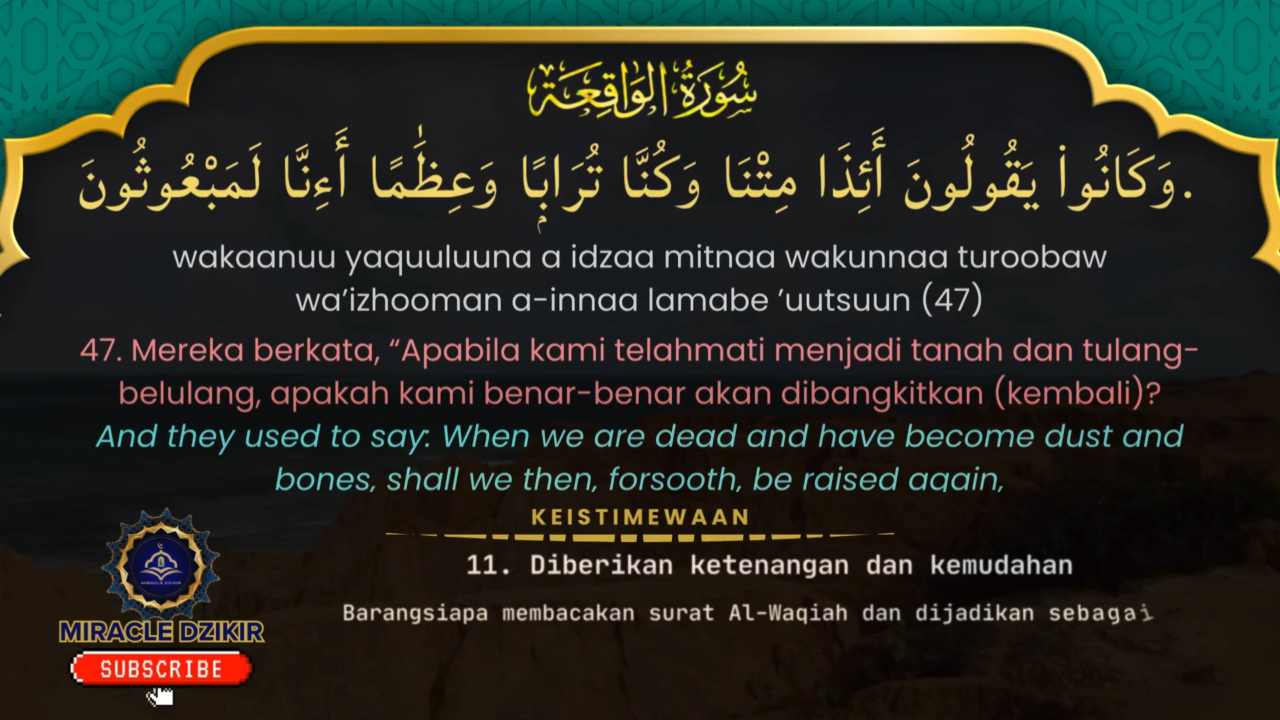 سُورَةُ الوَاقِعَة
وَكَانُوا۟ يَقُولُونَ أَئِذَا مِتْنَا وَكُنَّا تُرَابًۭا وَعِظَٰمًا أَءِنَّا لَمَبْعُوثُونَ.
wakaanuu yaquuluuna a idzaa mitnaa wakunnaa turoobaw
wa’izhooman a-innaa lamabe ’uutsuun (47)
47. Mereka berkata, “Apabila kami telahmati menjadi tanah dan tulang-
belulang, apakah kami benar-benar akan dibangkitkan (kembali)?
And they used to say: When we are dead and have become dust and
bones, shall we then, forsooth, be raised again,
KEISTIMEWAAN
11. Diberikan ketenangan dan kemudahan
Barangsiapa membacakan surat Al-Waqiah dan dijadikan sebagai
MIRACLE DZIKIR
MIRACLE DZIKIR
SUBSCRIBE